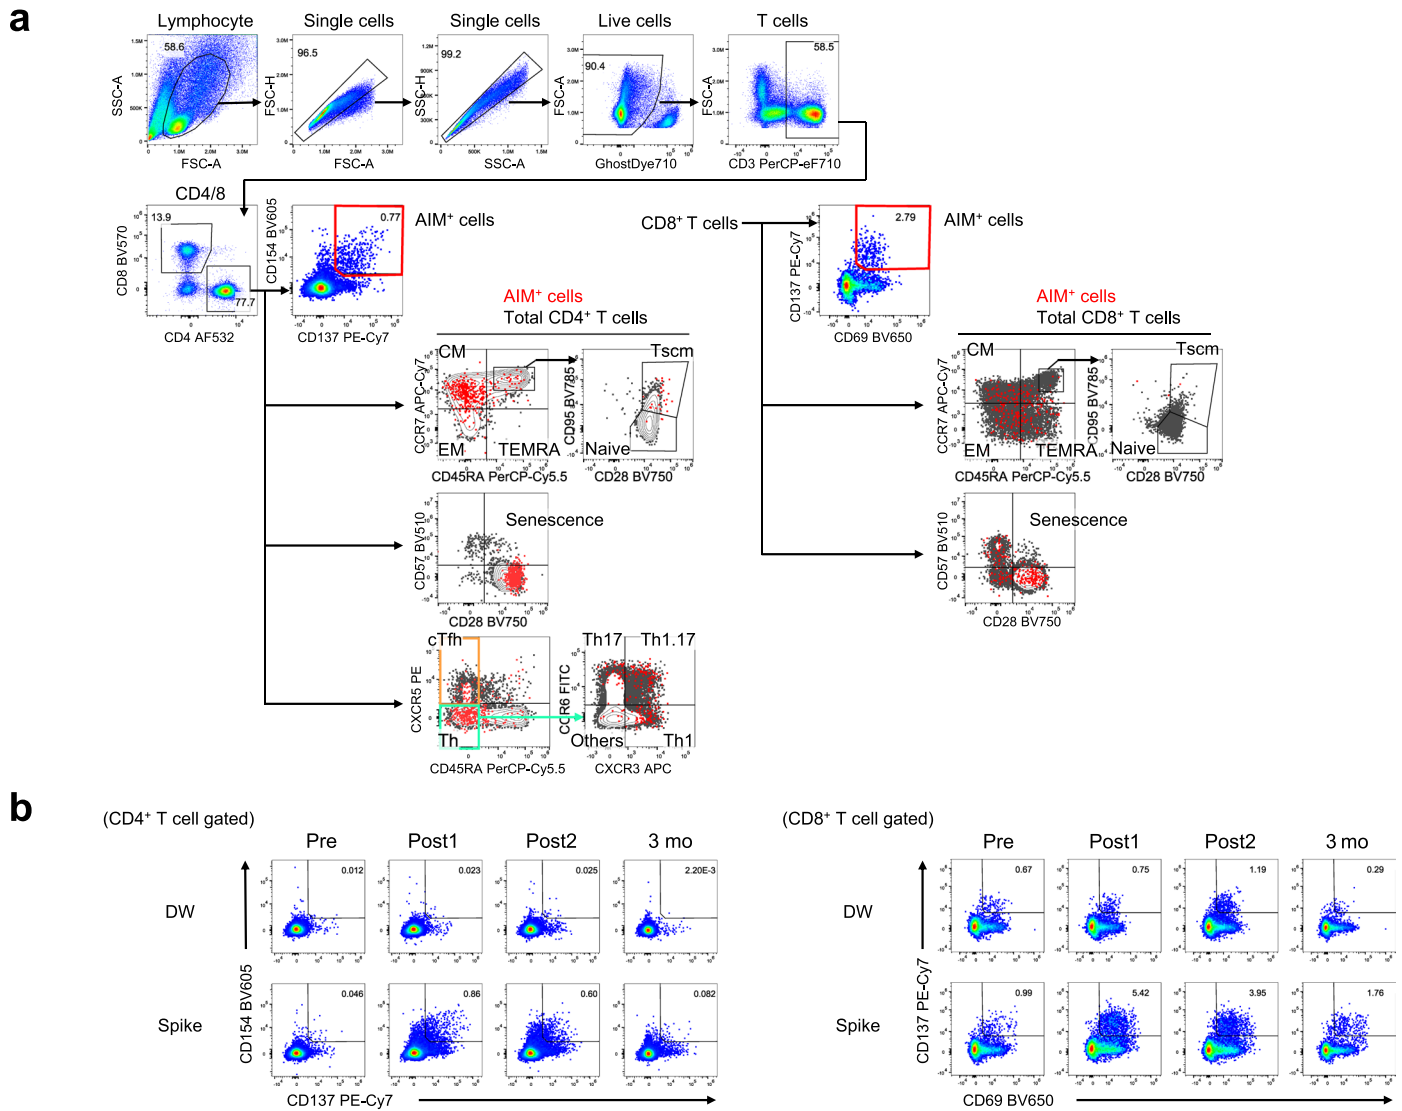 a
Lymphocyte
Single cells
Single cells
Live cells
T cells
58.6
96.5
99.2
90.4
58.5
SSC-A
FSC-H
SSC-H
FSC-A
FSC-A
FSC-A
FSC-A
SSC-A
GhostDye710
CD3 PerCP-eF710
CD4/8
13.9
77.7
CD8 BV570
CD4 AF532
CD154 BV605
0.77
CD137 PE-Cy7
AIM+ cells
CD8+ T cells
CD137 PE-Cy7
2.79
CD69 BV650
AIM+ cells
AIM+ cells
Total CD4+ T cells
AIM+ cells
Total CD8+ T cells
CM
EM
TEMRA
CCR7 APC-Cy7
CD45RA PerCP-Cy5.5
Tscm
Naive
CD95 BV785
CD28 BV750
CM
EM
TEMRA
CCR7 APC-Cy7
CD45RA PerCP-Cy5.5
Tscm
Naive
CD95 BV785
CD28 BV750
Senescence
CD57 BV510
CD28 BV750
Senescence
CD57 BV510
CD28 BV750
cTfh
Th
CXCR5 PE
CD45RA PerCP-Cy5.5
Th17
Th1.17
Others
Th1
CCR6 FITC
CXCR3 APC
b
(CD4+ T cell gated)
Pre
Post1
Post2
3 mo
DW
0.012
0.023
0.025
2.20E-3
Spike
0.046
0.86
0.60
0.082
CD154 BV605
CD137 PE-Cy7
(CD8+ T cell gated)
Pre
Post1
Post2
3 mo
DW
0.67
0.75
1.19
0.29
Spike
0.99
5.42
3.95
1.76
CD137 PE-Cy7
CD69 BV650